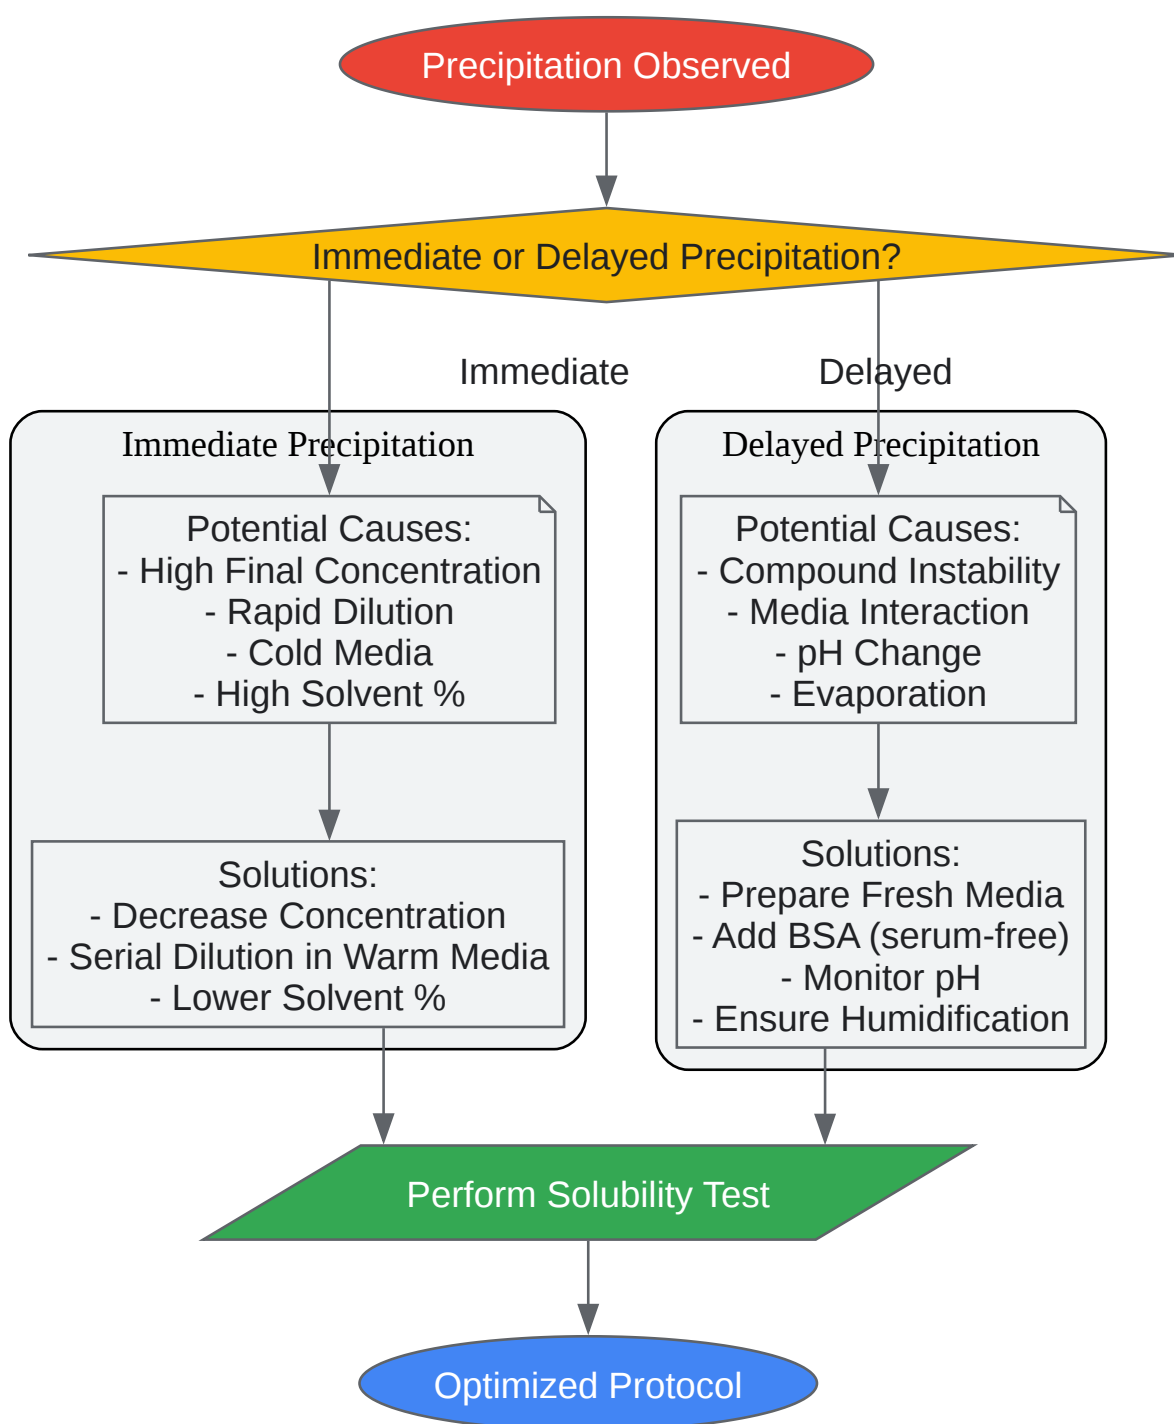 Precipitation Observed
Immediate or Delayed Precipitation?
Immediate
Delayed
Immediate Precipitation
Potential Causes:
- High Final Concentration
- Rapid Dilution
- Cold Media
- High Solvent %
Solutions:
- Decrease Concentration
- Serial Dilution in Warm Media
- Lower Solvent %
Delayed Precipitation
Potential Causes:
- Compound Instability
- Media Interaction
- pH Change
- Evaporation
Solutions:
- Prepare Fresh Media
- Add BSA (serum-free)
- Monitor pH
- Ensure Humidification
Perform Solubility Test
Optimized Protocol